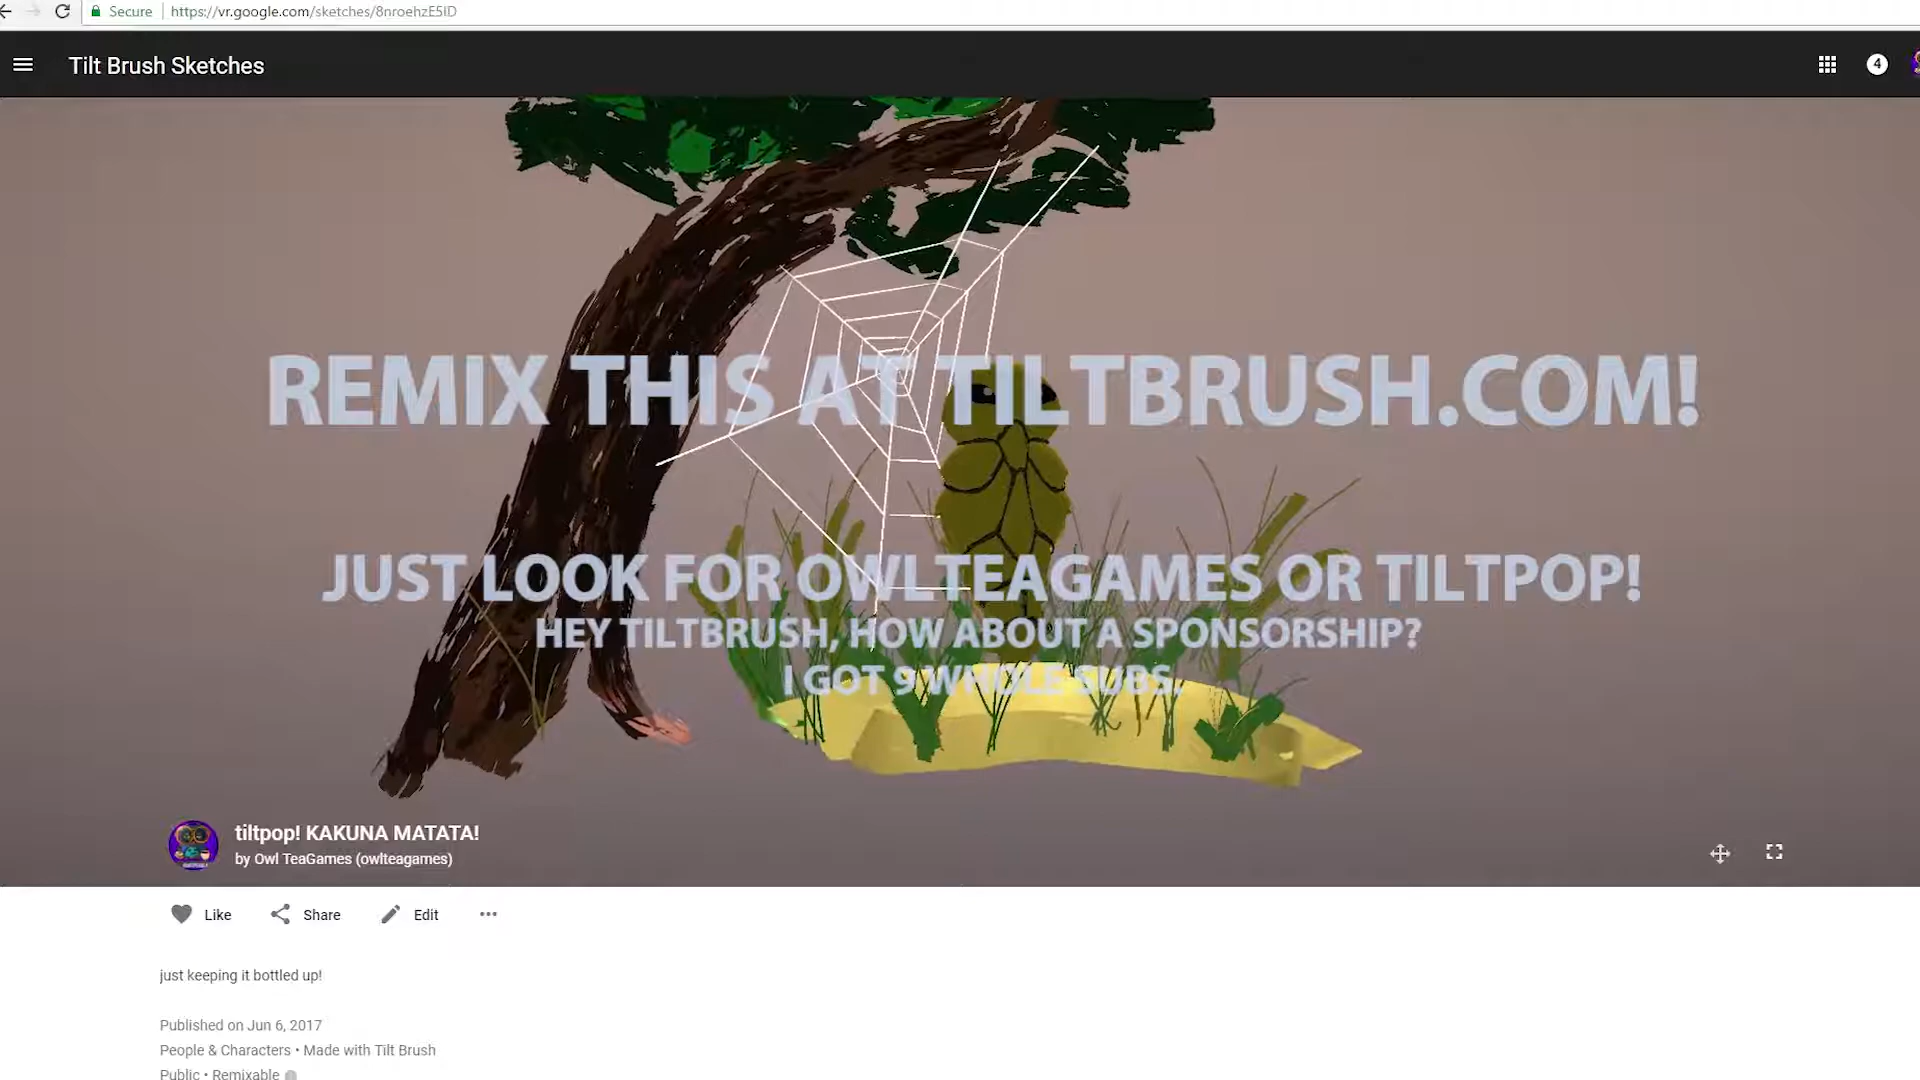 Secure
https://vr.google.com/sketches/8nroehzE5iD
Tilt Brush Sketches
4
REMIX THIS AT TILTBRUSH.COM!
JUST LOOK FOR OWLTEAGAMES OR TILTPOP!
HEY TILTBRUSH, HOW ABOUT A SPONSORSHIP?
I GOT 9 WHOLE SUBS.
tiltpop! KAKUNA MATATA!
by Owl TeaGames (owlteagames)
Like
Share
Edit
just keeping it bottled up!
Published on Jun 6, 2017
People & Characters • Made with Tilt Brush
Public • Remixable